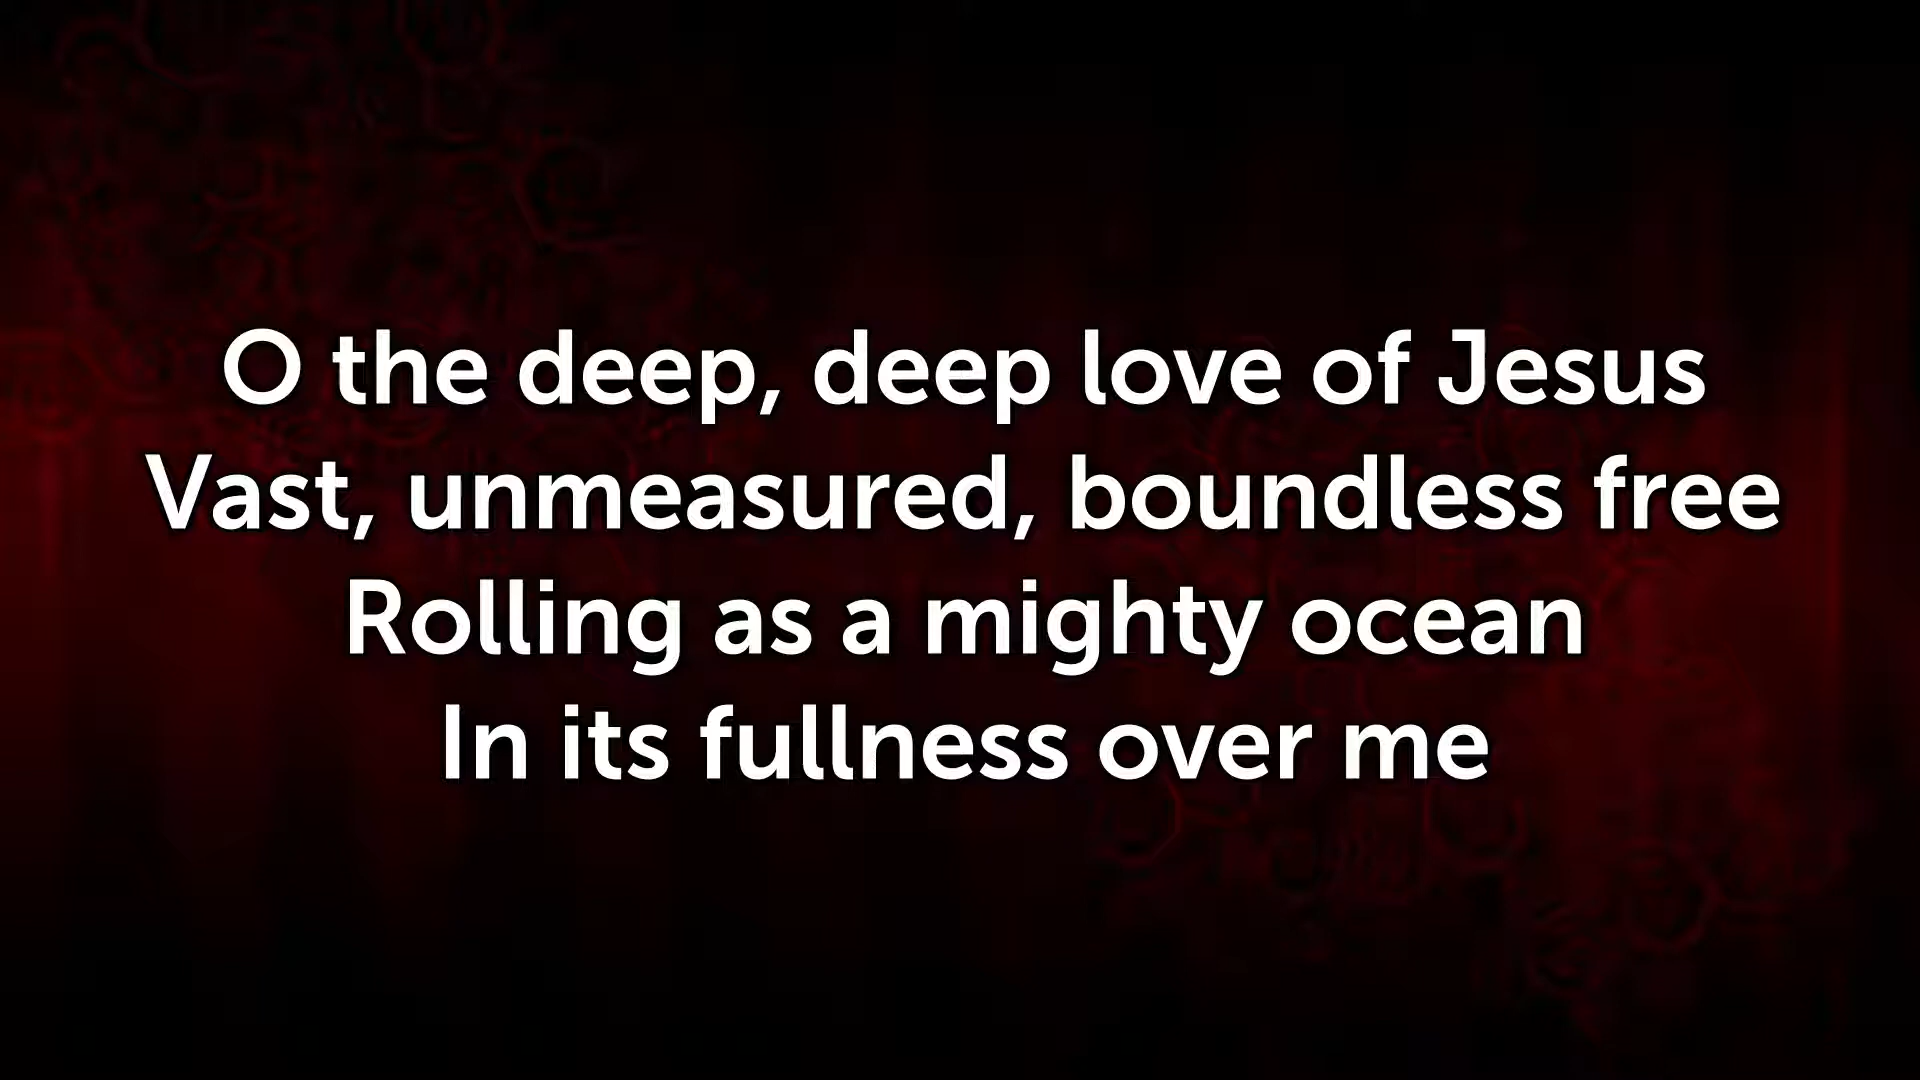 O the deep, deep love of Jesus
Vast, unmeasured, boundless free
Rolling as a mighty ocean
In its fullness over me